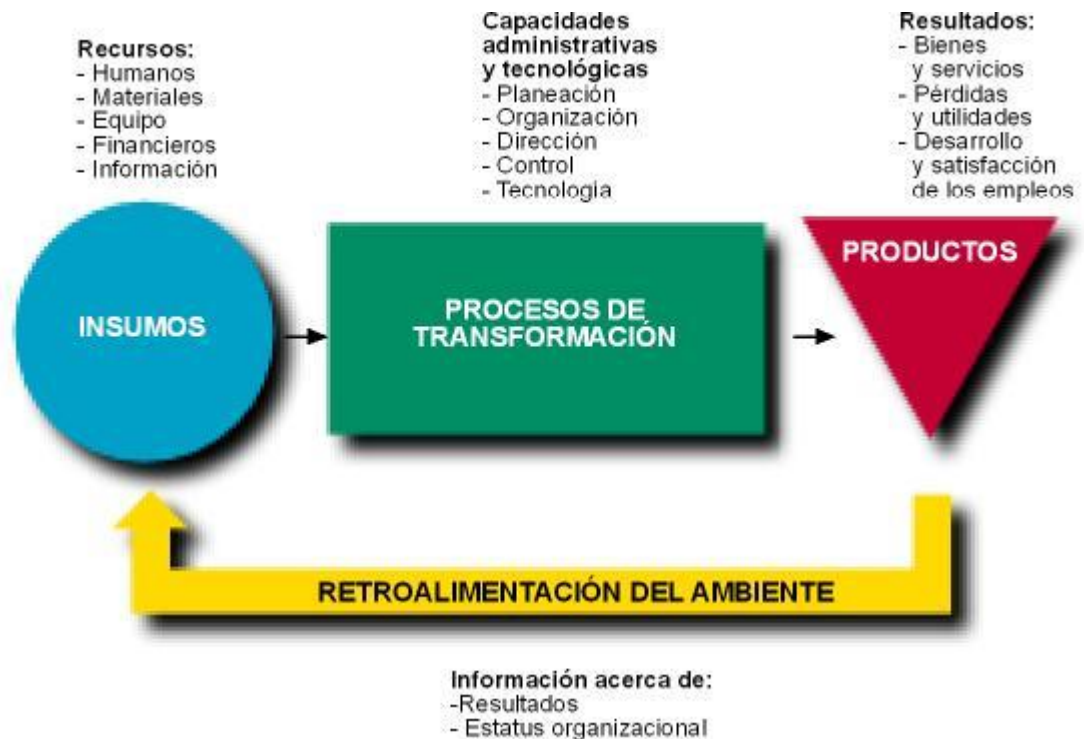 Recursos:
- Humanos
- Materiales
- Equipo
- Financieros
- Información
Capacidades
administrativas
y tecnológicas
- Planeación
- Organización
- Dirección
- Control
- Tecnologia
Resultados:
- Bienes
y servicios
- Pérdidas
y utilidades
- Desarrollo
y satisfacción
de los empleos
INSUMOS
PROCESOS DE
TRANSFORMACIÓN
PRODUCTOS
RETROALIMENTACIÓN DEL AMBIENTE
Información acerca de:
-Resultados
- Estatus organizacional